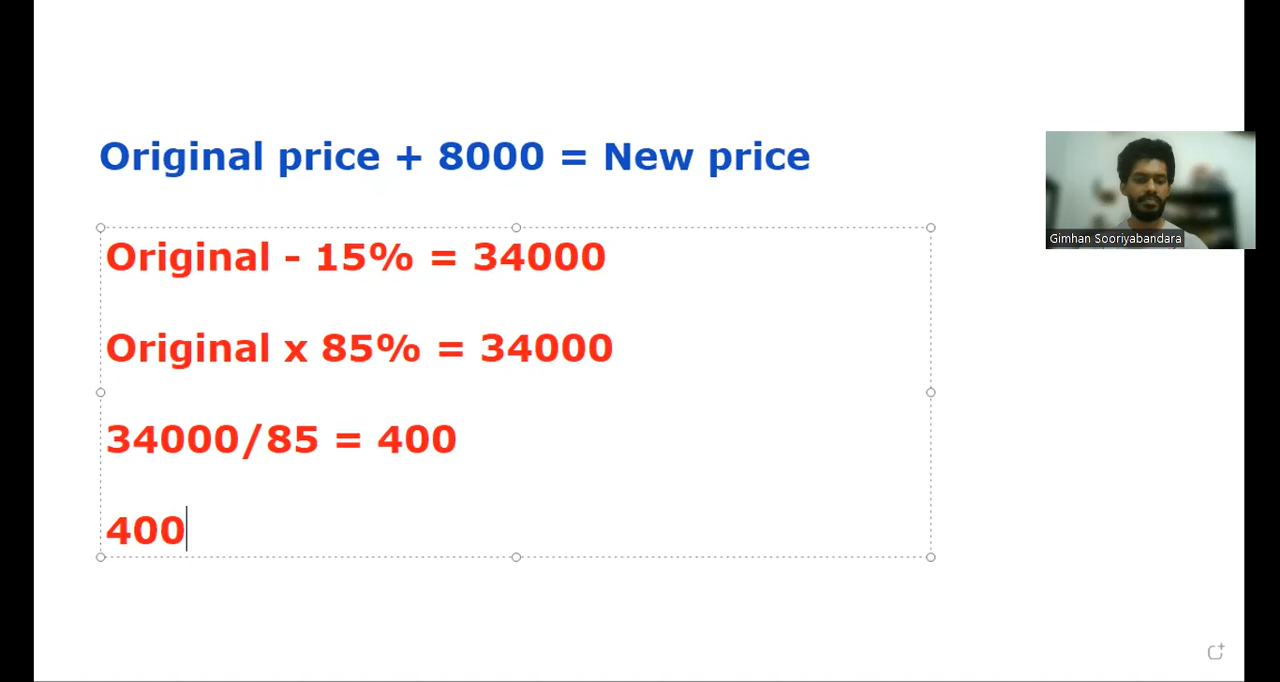 Original price + 8000 = New price
Original - 15% = 34000
Original x 85% = 34000
34000/85 = 400
400
Gimhan Sooriyabandara